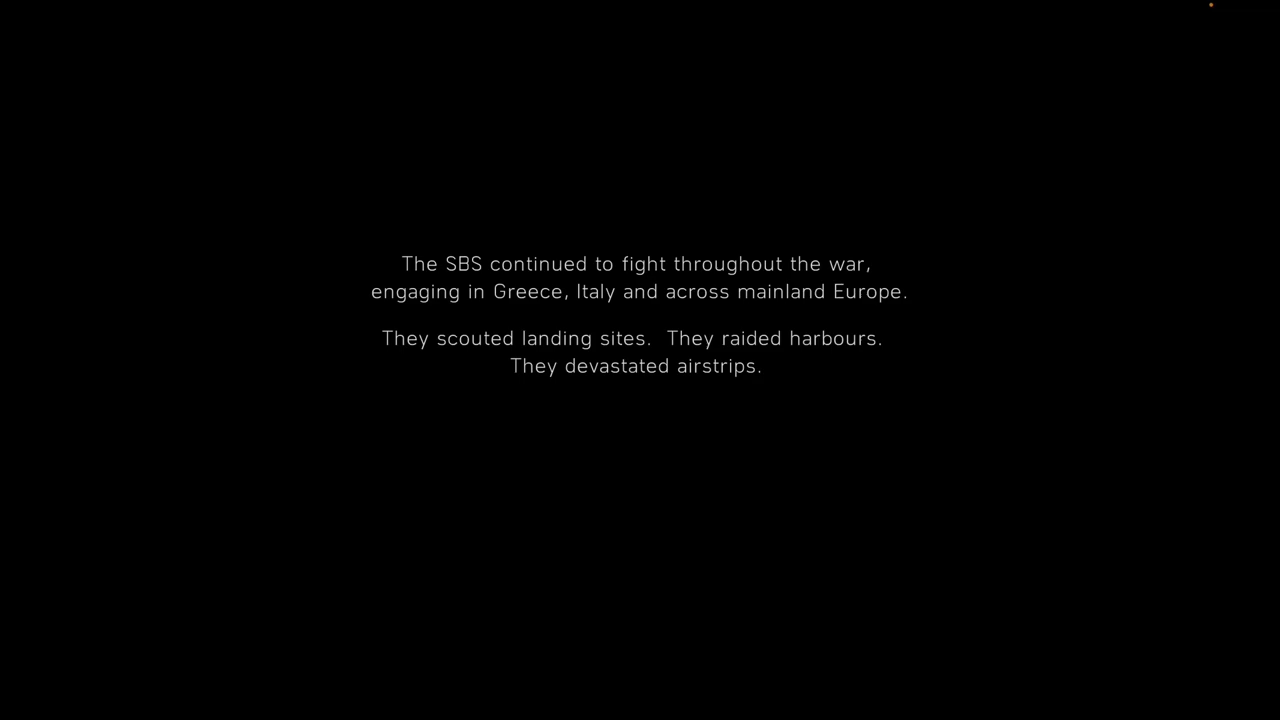 The SBS continued to fight throughout the war,
engaging in Greece, Italy and across mainland Europe.
They scouted landing sites.  They raided harbours.
They devastated airstrips.